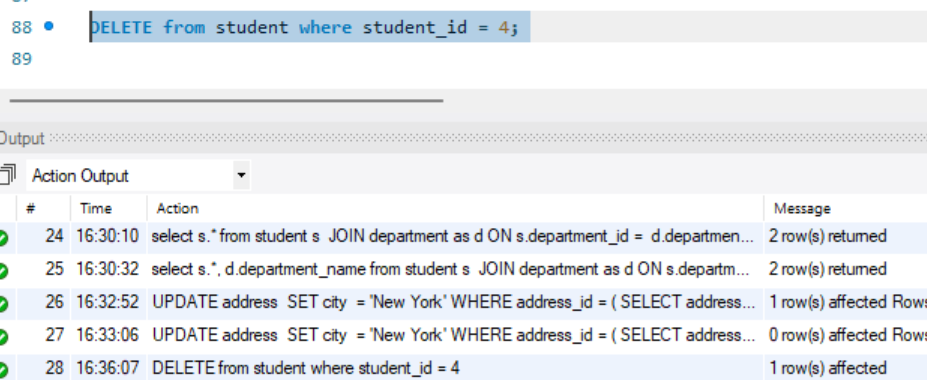 88 DELETE from student where student_id = 4;
89
Output
Action Output
# Time Action Message
24 16:30:10 select s.* from student s JOIN department as d ON s.department_id = d.departmen... 2 row(s) returned
25 16:30:32 select s.*, d.department_name from student s JOIN department as d ON s.departm... 2 row(s) returned
26 16:32:52 UPDATE address SET city = 'New York' WHERE address_id = ( SELECT address... 1 row(s) affected Rows
27 16:33:06 UPDATE address SET city = 'New York' WHERE address_id = ( SELECT address... 0 row(s) affected Rows
28 16:36:07 DELETE from student where student_id = 4 1 row(s) affected